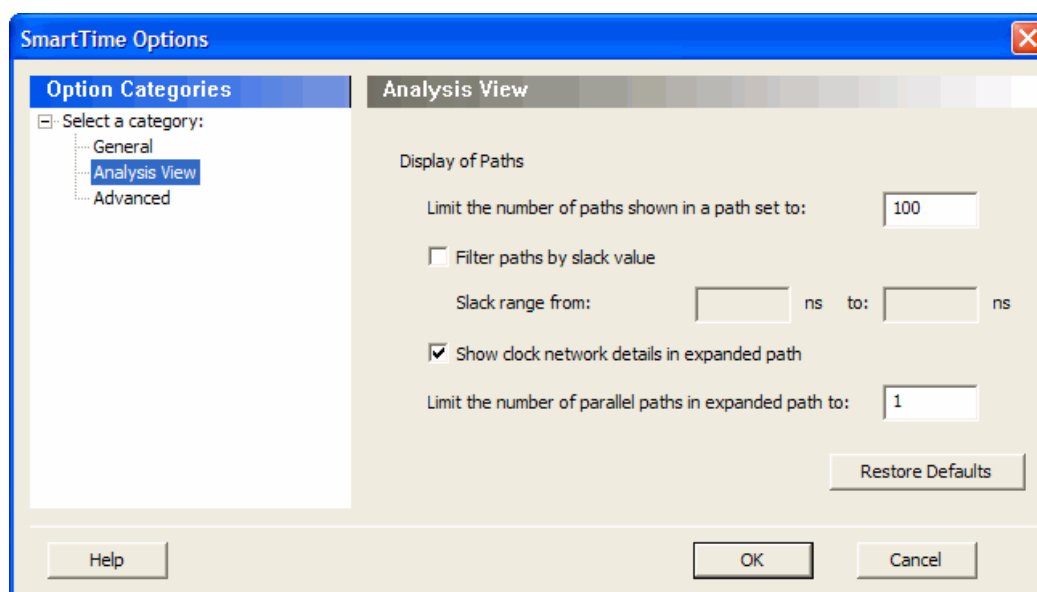 SmartTime Options
Option Categories
Select a category:
General
Analysis View
Advanced
Analysis View
Display of Paths
Limit the number of paths shown in a path set to: 100
Filter paths by slack value
Slack range from: ns to: ns
Show clock network details in expanded path
Limit the number of parallel paths in expanded path to: 1
Restore Defaults
Help OK Cancel